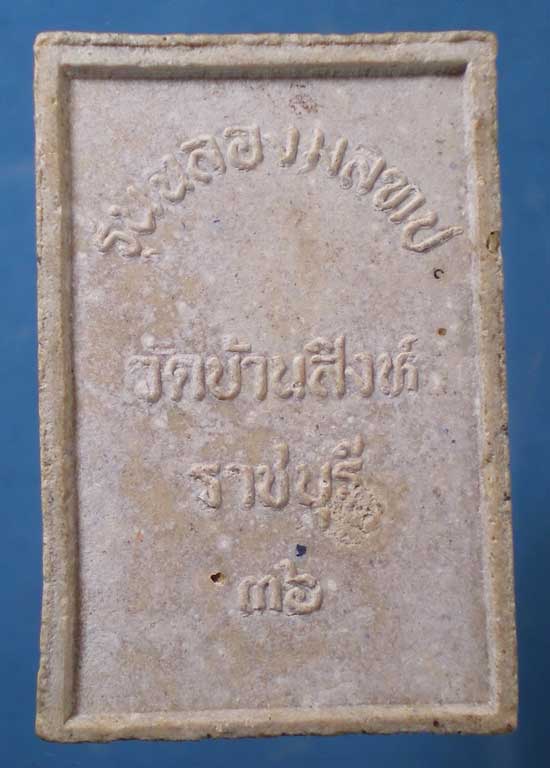 รุ่นฉลองมณฑป
วัดบ้านสิงห์
ราชบุรี
๓๖